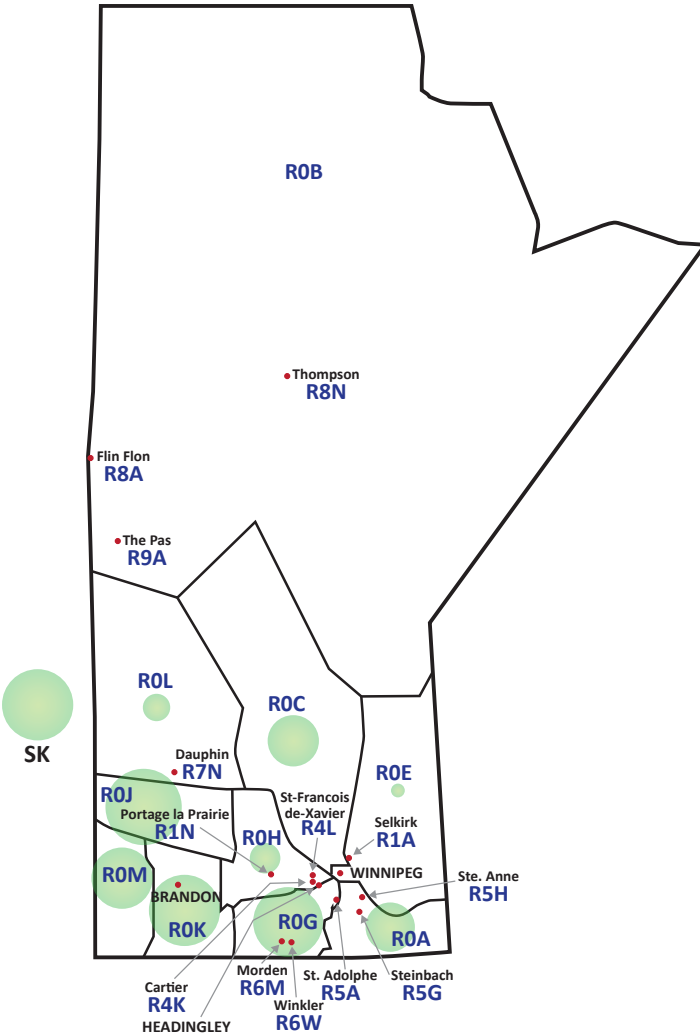 R0B
Thompson
R8N
Flin Flon
R8A
The Pas
R9A
R0L
R0C
SK
Dauphin
R7N
R0E
R0J
Portage la Prairie
R1N
St-Francois
de-Xavier
R4L
Selkirk
R1A
R0H
R0M
WINNIPEG
Ste. Anne
R5H
BRANDON
R0K
R0G
R0A
Morden
R6M
St. Adolphe
R5A
Steinbach
R5G
Cartier
R4K
Winkler
R6W
HEADINGLEY